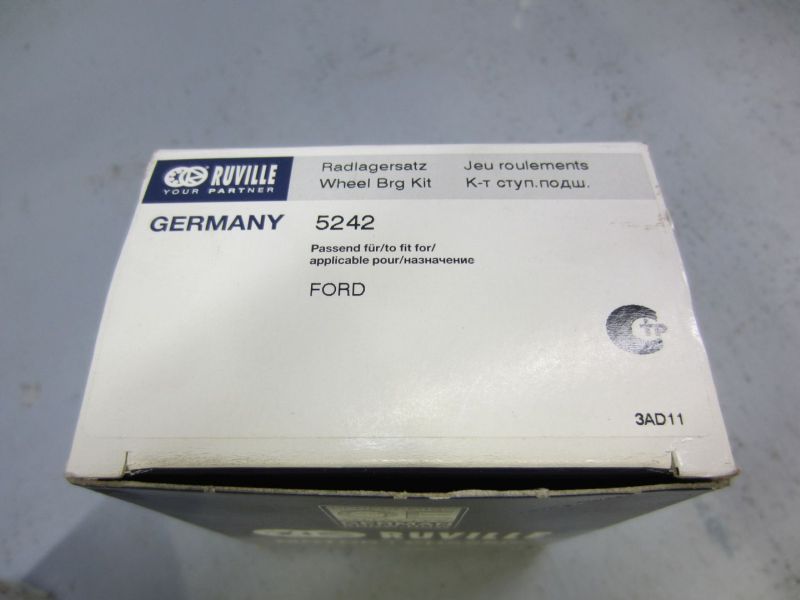 RUVILLE
YOUR PARTNER
Radlagersatz Jeu roulements
Wheel Brg Kit К-т ступ.подш.
GERMANY 5242
Passend für/to fit for/
applicable pour/назначение
FORD
3AD11
RUVILLE